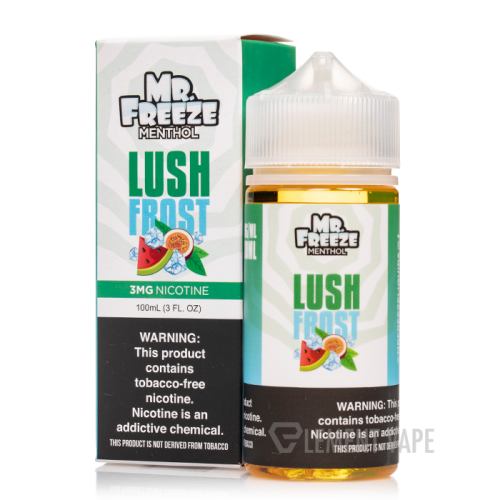 MR.
FREEZE
MENTHOL
LUSH
FROST
3MG NICOTINE
100mL (3 FL. OZ)
WARNING:
This product
contains
tobacco-free
nicotine.
Nicotine is an
addictive chemical.
THIS PRODUCT IS NOT DERIVED FROM TOBACCO
MR.
FREEZE
MENTHOL
LUSH
FROST
WARNING:
This product
contains tobacco-free
nicotine.
Nicotine is an
addictive chemical.